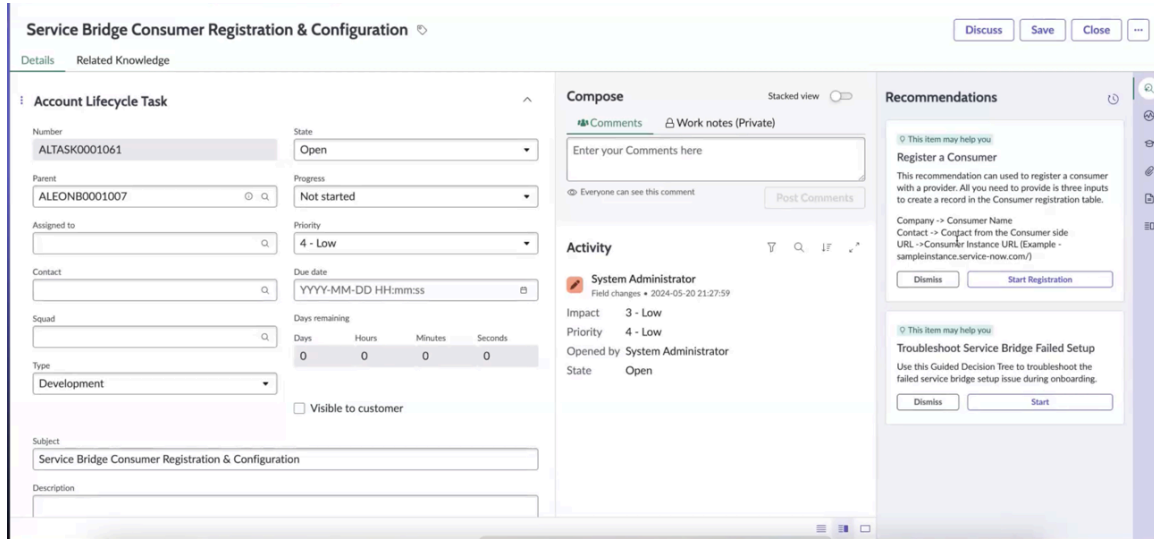 Service Bridge Consumer Registration & Configuration
Discuss
Save
Close
Details
Related Knowledge
Account Lifecycle Task
Number
ALTASK0001061
State
Open
Parent
ALEONB0001007
Progress
Not started
Assigned to
Priority
4 - Low
Contact
Due date
YYYY-MM-DD HH:mm:ss
Squad
Days remaining
Days
Hours
Minutes
Seconds
0
0
0
0
Type
Development
Visible to customer
Subject
Service Bridge Consumer Registration & Configuration
Description
Compose
Stacked view
Comments
Work notes (Private)
Enter your Comments here
Everyone can see this comment
Post Comments
Activity
System Administrator
Field changes • 2024-05-20 21:27:59
Impact 3 - Low
Priority 4 - Low
Opened by System Administrator
State Open
Recommendations
This item may help you
Register a Consumer
This recommendation can used to register a consumer
with a provider. All you need to provide is three inputs
to create a record in the Consumer registration table.
Company -> Consumer Name
Contact -> Contact from the Consumer side
URL ->Consumer Instance URL (Example -
sampleinstance.service-now.com/)
Dismiss
Start Registration
This item may help you
Troubleshoot Service Bridge Failed Setup
Use this Guided Decision Tree to troubleshoot the
failed service bridge setup issue during onboarding.
Dismiss
Start